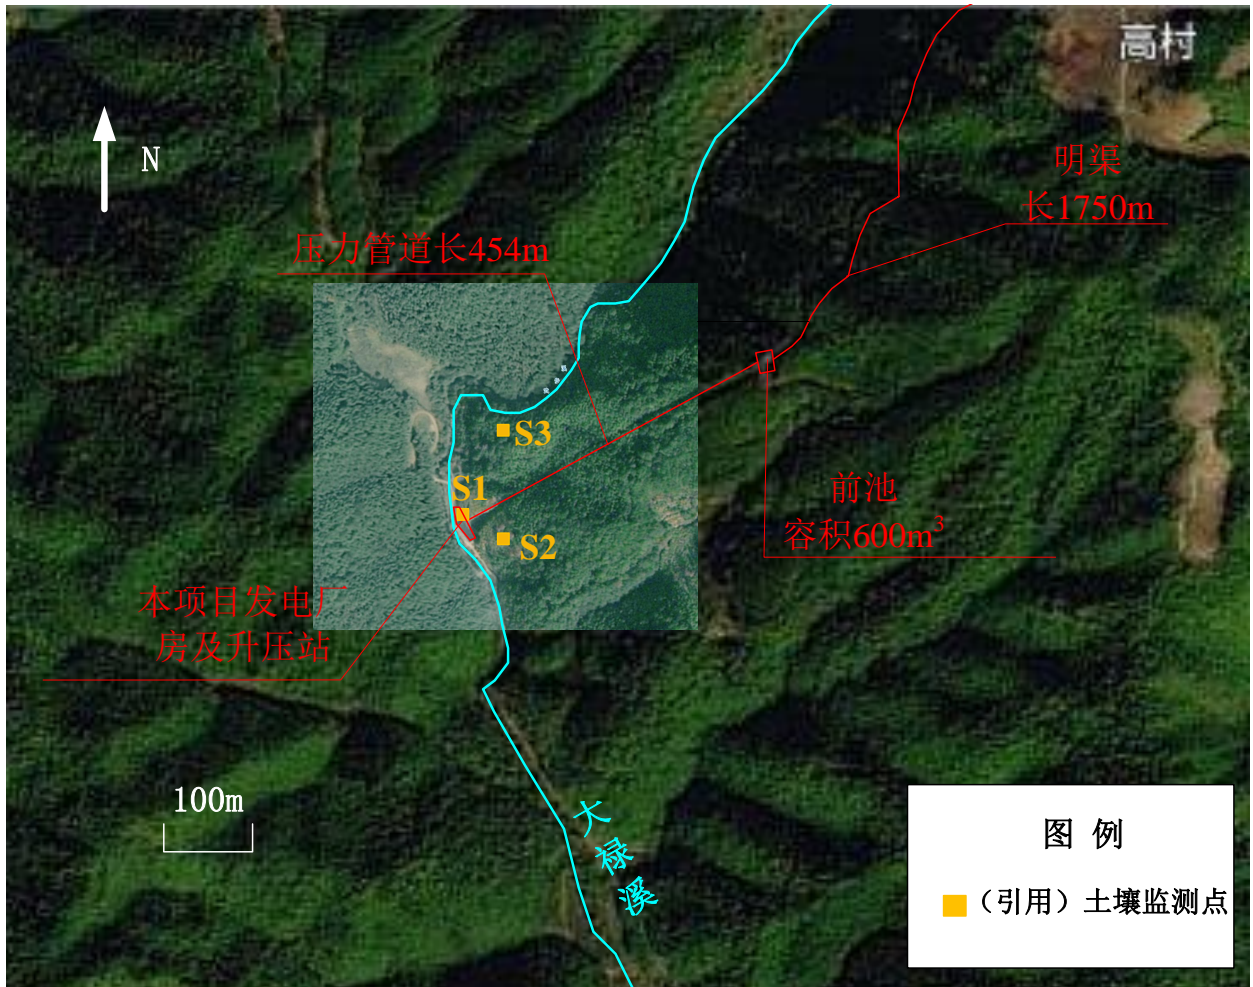 高村
N
明渠
长1750m
压力管道长454m
S3
S1
前池
容积600m³
S2
本项目发电厂
房及升压站
100m
大禄溪
图 例
（引用）土壤监测点